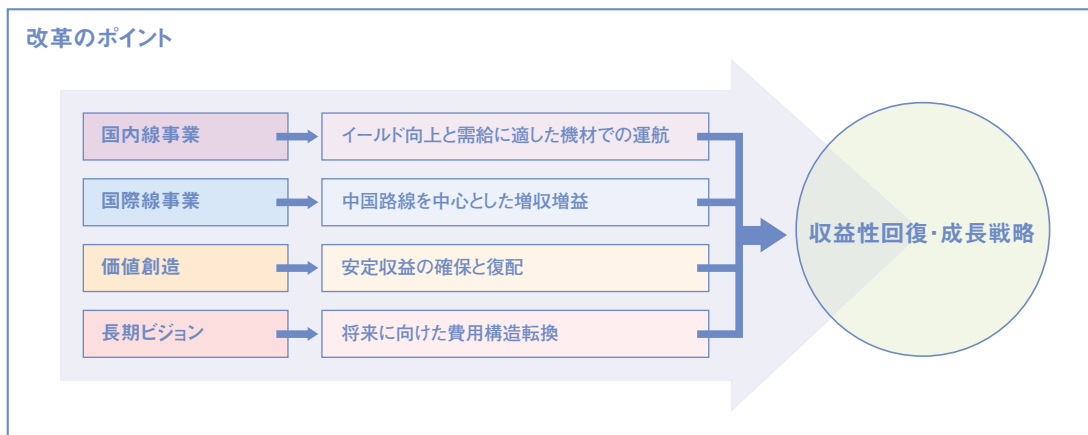 改革のポイント
国内線事業
イールド向上と需給に適した機材での運航
国際線事業
中国路線を中心とした増収増益
価値創造
安定収益の確保と復配
長期ビジョン
将来に向けた費用構造転換
収益性回復・成長戦略